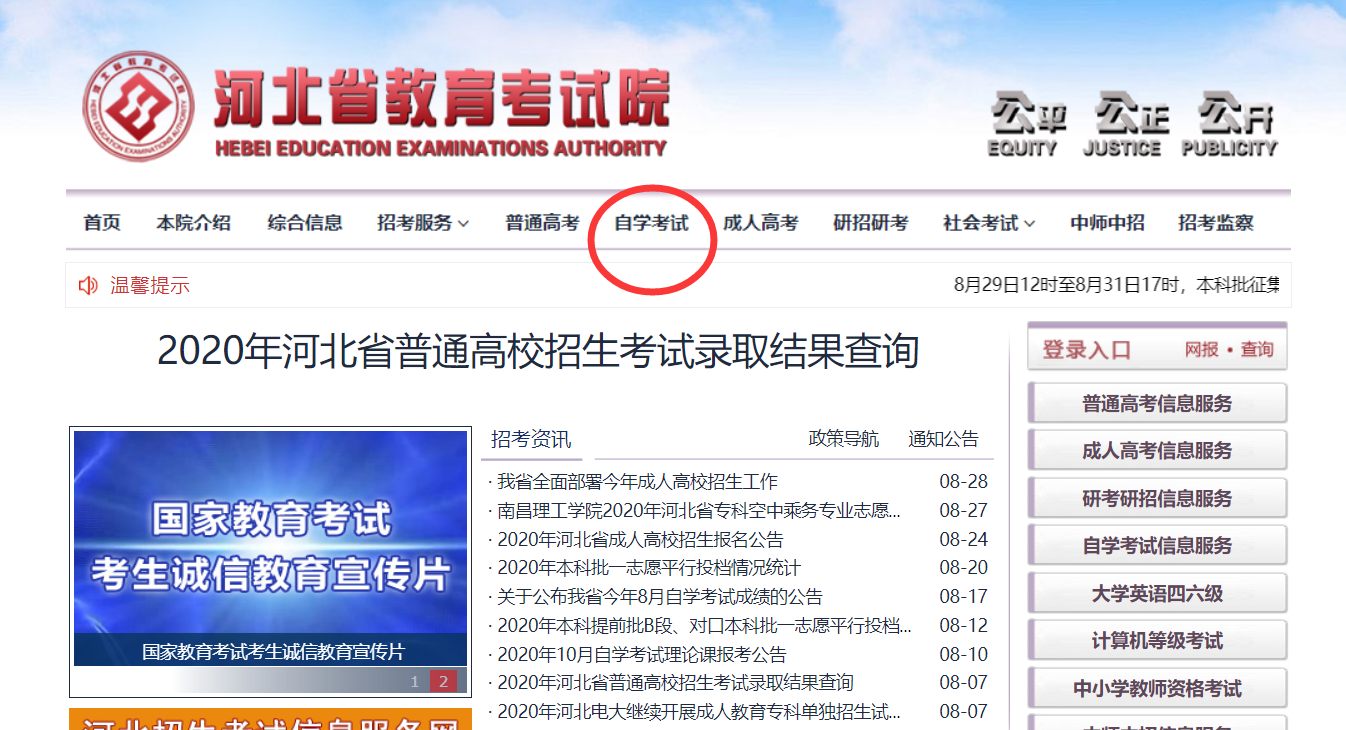 河北省教育考试院
HEBEI EDUCATION EXAMINATIONS AUTHORITY
公平 公正 公开
EQUITY JUSTICE PUBLICITY
首页 本院介绍 综合信息 招考服务 普通高考 自学考试 成人高考 研招研考 社会考试 中师中招 招考监察
温馨提示 8月29日12时至8月31日17时，本科批征集
2020年河北省普通高校招生考试录取结果查询
登录入口 网报 • 查询
普通高考信息服务
成人高考信息服务
研考研招信息服务
自学考试信息服务
大学英语四六级
计算机等级考试
中小学教师资格考试
国家教育考试
考生诚信教育宣传片
国家教育考试考生诚信教育宣传片
1 2
招考资讯 政策导航 通知公告
· 我省全面部署今年成人高校招生工作 08-28
· 南昌理工学院2020年河北省专科空中乘务专业志愿... 08-27
· 2020年河北省成人高校招生报名公告 08-24
· 2020年本科批一志愿平行投档情况统计 08-20
· 关于公布我省今年8月自学考试成绩的公告 08-17
· 2020年本科提前批B段、对口本科批一志愿平行投档... 08-12
· 2020年10月自学考试理论课报考公告 08-10
· 2020年河北省普通高校招生考试录取结果查询 08-07
· 2020年河北电大继续开展成人教育专科单独招生试... 08-07
河北招生考试信息服务网